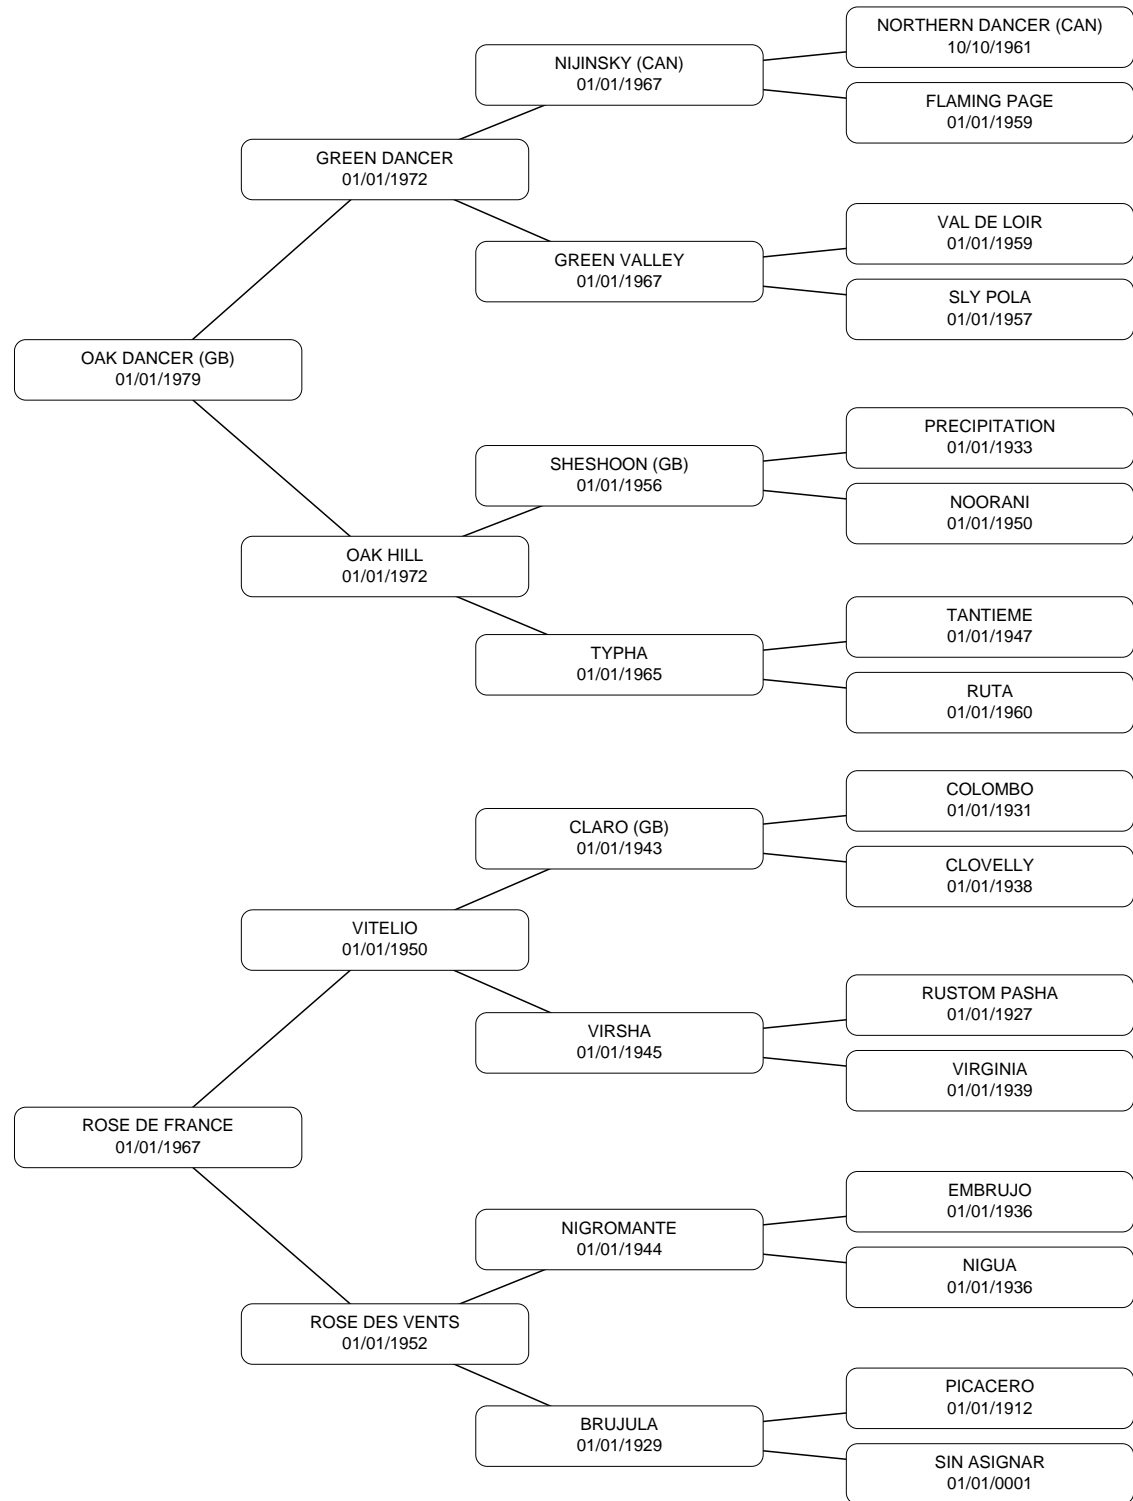 NORTHERN DANCER (CAN)
10/10/1961
NIJINSKY (CAN)
01/01/1967
FLAMING PAGE
01/01/1959
GREEN DANCER
01/01/1972
VAL DE LOIR
01/01/1959
GREEN VALLEY
01/01/1967
SLY POLA
01/01/1957
OAK DANCER (GB)
01/01/1979
PRECIPITATION
01/01/1933
SHESHOON (GB)
01/01/1956
NOORANI
01/01/1950
OAK HILL
01/01/1972
TANTIEME
01/01/1947
TYPHA
01/01/1965
RUTA
01/01/1960
COLOMBO
01/01/1931
CLARO (GB)
01/01/1943
CLOVELLY
01/01/1938
VITELIO
01/01/1950
RUSTOM PASHA
01/01/1927
VIRSHA
01/01/1945
VIRGINIA
01/01/1939
ROSE DE FRANCE
01/01/1967
EMBRUJO
01/01/1936
NIGROMANTE
01/01/1944
NIGUA
01/01/1936
ROSE DES VENTS
01/01/1952
PICACERO
01/01/1912
BRUJULA
01/01/1929
SIN ASIGNAR
01/01/0001